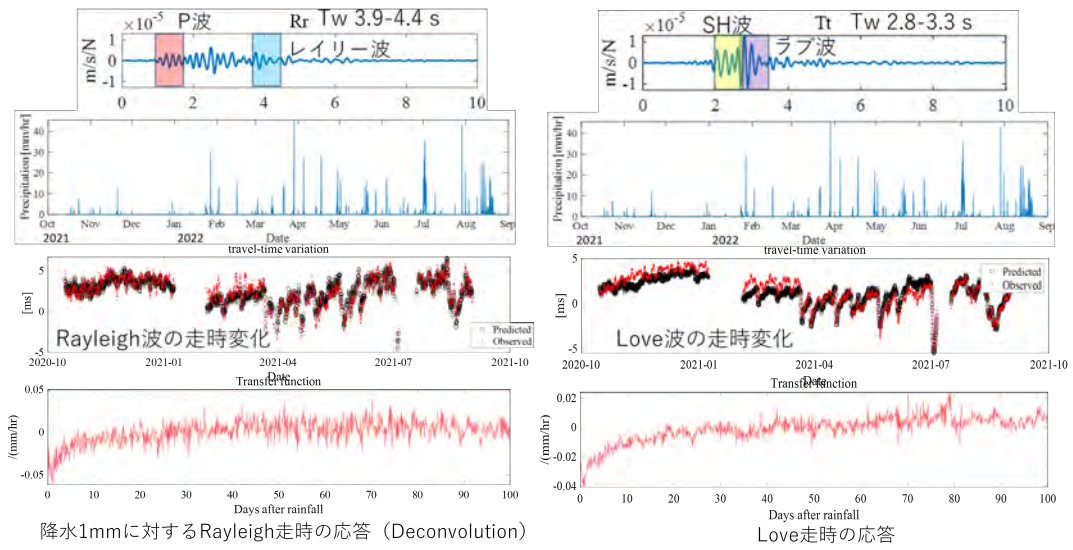 ×10⁻⁵ P波 Rr Tw 3.9-4.4 s
レイリー波
m/s/N
1
0
-1
0 2 4 6 8 10
Precipitation [mm/hr]
40
30
20
10
0
Oct Nov Dec Jan Feb Mar Apr May Jun Jul Aug Sep
2021 2022 Date
travel-time variation
[ms]
5
0
-5
Predicted
Observed
Rayleigh波の走時変化
2020-10 2021-01 2021-04 2021-07 2021-10
Date
Transfer function
/(mm/hr)
0.05
0
-0.05
0 10 20 30 40 50 60 70 80 90 100
Days after rainfall
降水1mmに対するRayleigh走時の応答（Deconvolution）
×10⁻⁵ SH波 Tt Tw 2.8-3.3 s
ラブ波
m/s/N
1
0
-1
0 2 4 6 8 10
Precipitation [mm/hr]
40
30
20
10
0
Oct Nov Dec Jan Feb Mar Apr May Jun Jul Aug Sep
2021 2022 Date
travel-time variation
[ms]
5
0
-5
Predicted
Observed
Love波の走時変化
2020-10 2021-01 2021-04 2021-07 2021-10
Date
Transfer function
/(mm/hr)
0.02
0
-0.02
-0.04
0 10 20 30 40 50 60 70 80 90 100
Days after rainfall
Love走時の応答